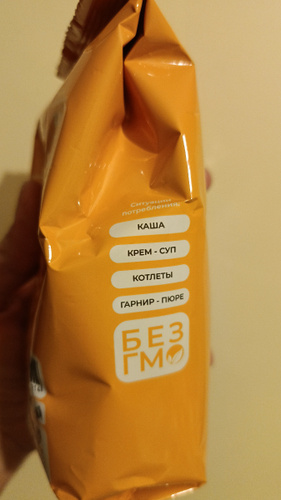 Ситуации
потребления:
КАША
КРЕМ - СУП
КОТЛЕТЫ
ГАРНИР - ПЮРЕ
БЕЗ
ГМО